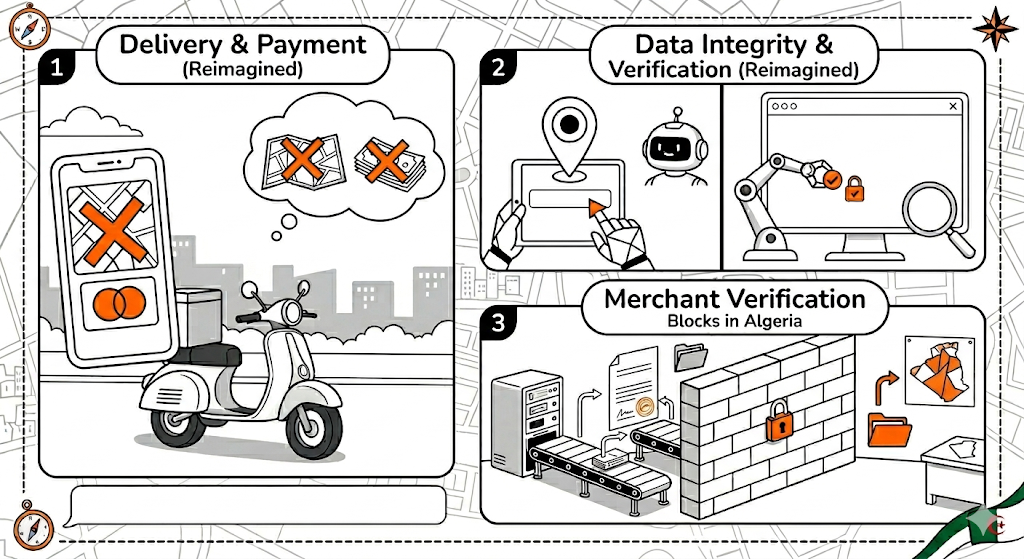 1
Delivery & Payment
(Reimagined)
2
Data Integrity &
Verification (Reimagined)
3
Merchant Verification
Blocks in Algeria